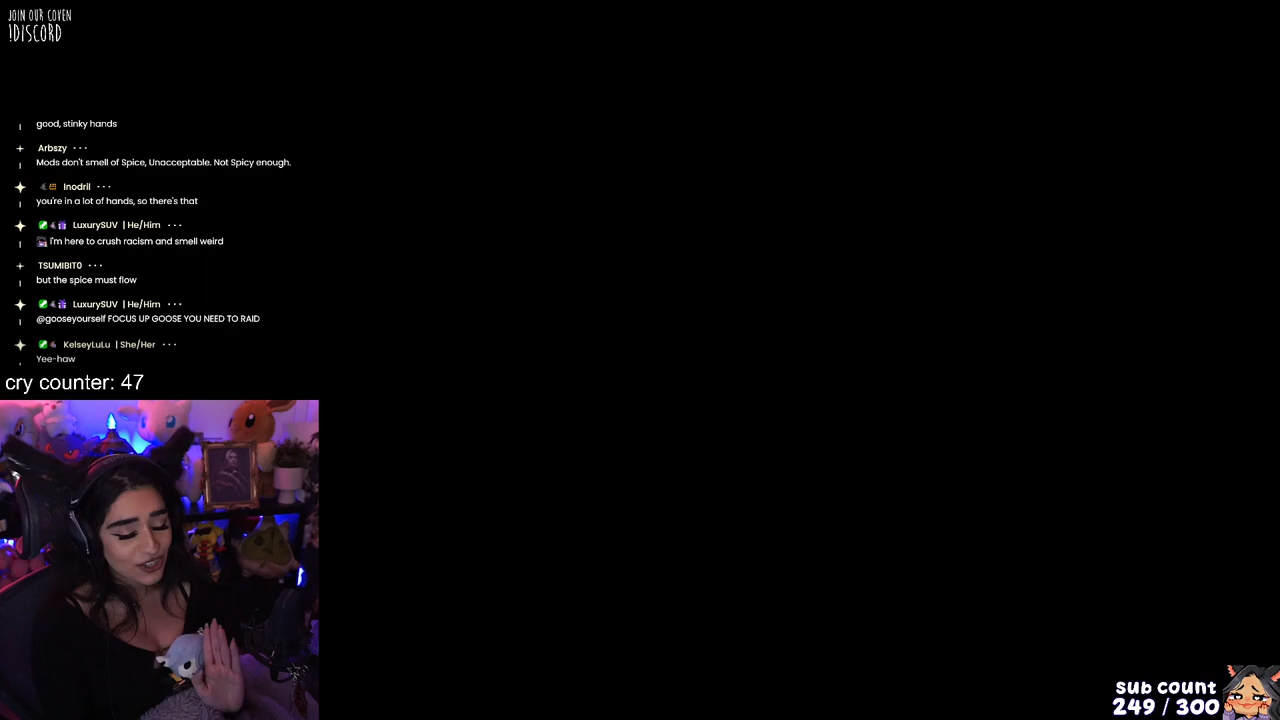 JOIN OUR COVEN
!DISCORD
good, stinky hands
Arbszy
Mods don't smell of Spice, Unacceptable. Not Spicy enough.
Inodril
you're in a lot of hands, so there's that
LuxurySUV | He/Him
I'm here to crush racism and smell weird
TSUMIBIT0
but the spice must flow
LuxurySUV | He/Him
@gooseyourself FOCUS UP GOOSE YOU NEED TO RAID
KelseyLuLu | She/Her
Yee-haw
cry counter: 47
sub count
249 / 300